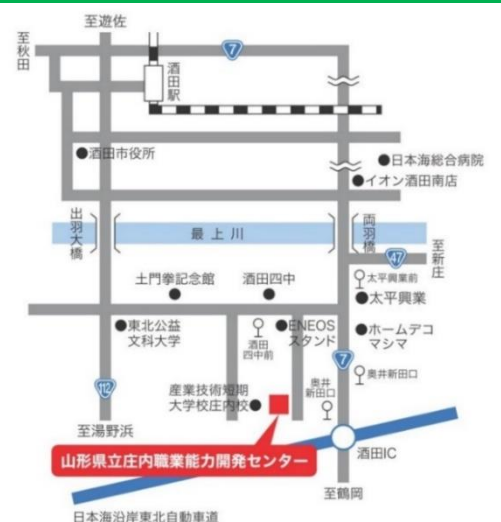 至遊佐
至秋田
7
酒田駅
酒田市役所
日本海総合病院
イオン酒田南店
出羽大橋
最上川
両羽橋
至新庄
47
土門拳記念館
酒田四中
太平興業前
太平興業
東北公益
文科大学
酒田
四中前
ENEOS
スタンド
ホームデコ
マシマ
7
奥井新田口
奥井
新田口
112
産業技術短期
大学校庄内校
至湯野浜
山形県立庄内職業能力開発センター
酒田IC
至鶴岡
日本海沿岸東北自動車道